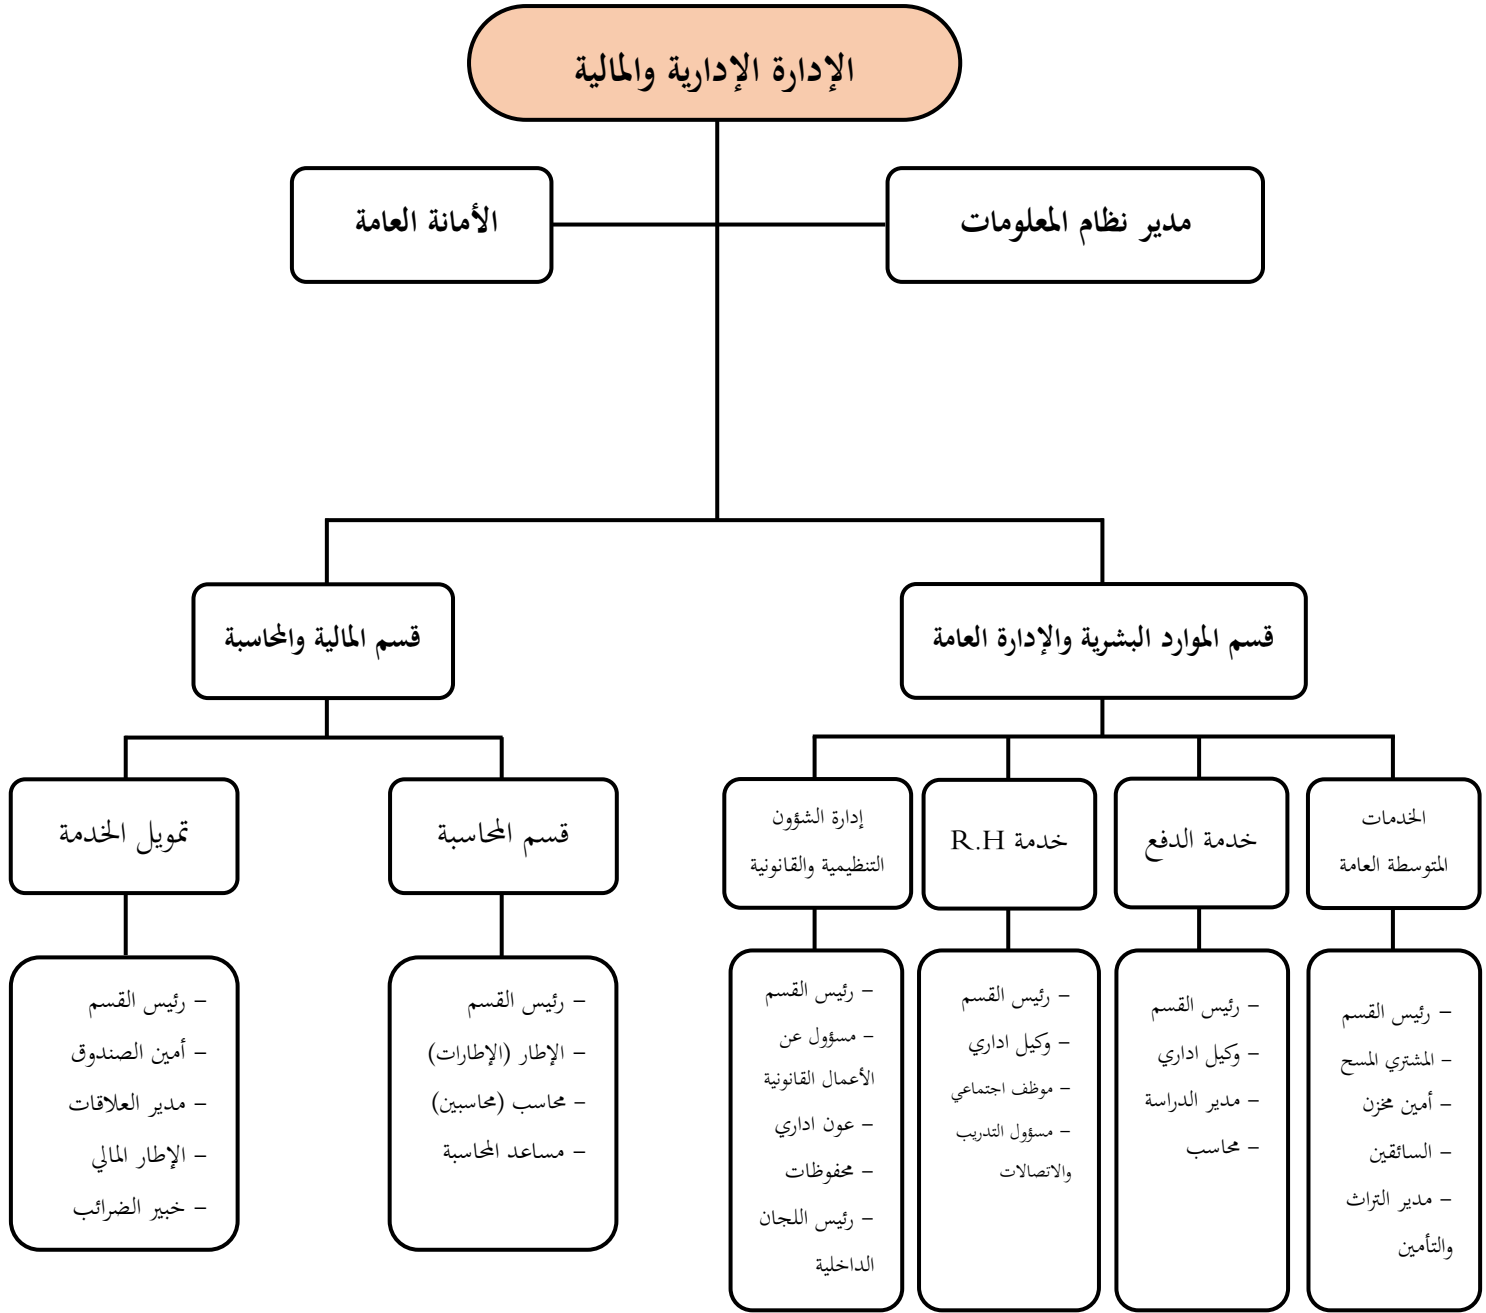 الإدارة الإدارية والمالية
مدير نظام المعلومات
الأمانة العامة
قسم الموارد البشرية والإدارة العامة
قسم المالية والمحاسبة
الخدمات
المتوسطة العامة
خدمة الدفع
خدمة R.H
إدارة الشؤون
التنظيمية والقانونية
قسم المحاسبة
تمويل الخدمة
– رئيس القسم
– المشتري المسح
– أمين مخزن
– السائقين
– مدير التراث
والتأمين
– رئيس القسم
– وكيل اداري
– مدير الدراسة
– محاسب
– رئيس القسم
– وكيل اداري
– موظف اجتماعي
– مسؤول التدريب
والاتصالات
– رئيس القسم
– مسؤول عن
الأعمال القانونية
– عون اداري
– محفوظات
– رئيس اللجان
الداخلية
– رئيس القسم
– الإطار (الإطارات)
– محاسب (محاسبين)
– مساعد المحاسبة
– رئيس القسم
– أمين الصندوق
– مدير العلاقات
– الإطار المالي
– خبير الضرائب